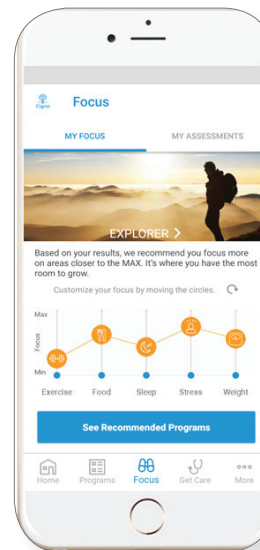 Cigna
Focus
MY FOCUS
MY ASSESSMENTS
EXPLORER >
Based on your results, we recommend you focus more
on areas closer to the MAX. It's where you have the most
room to grow.
Customize your focus by moving the circles.
Max
Focus
Min
Exercise Food Sleep Stress Weight
See Recommended Programs
Home Programs Focus Get Care More